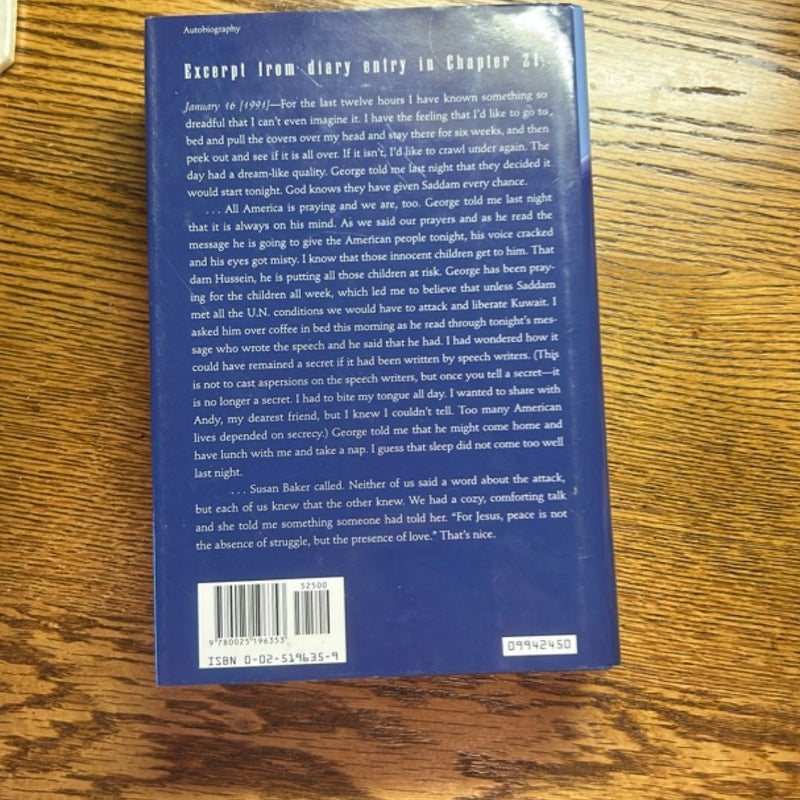 Autobiography
Excerpt from diary entry in Chapter 21:
January 16 [1991]—For the last twelve hours I have known something so
dreadful that I can't even imagine it. I have the feeling that I'd like to go to
bed and pull the covers over my head and stay there for six weeks, and then
peek out and see if it is all over. If it isn't, I'd like to crawl under again. The
day had a dream-like quality. George told me last night that they decided it
would start tonight. God knows they have given Saddam every chance.
... All America is praying and we are, too. George told me last night
that it is always on his mind. As we said our prayers and as he read the
message he is going to give the American people tonight, his voice cracked
and his eyes got misty. I know that those innocent children get to him. That
darn Hussein, he is putting all those children at risk. George has been pray-
ing for the children all week, which led me to believe that unless Saddam
met all the U.N. conditions we would have to attack and liberate Kuwait. I
asked him over coffee in bed this morning as he read through tonight's mes-
sage who wrote the speech and he said that he had. I had wondered how it
could have remained a secret if it had been written by speech writers. (This
is not to cast aspersions on the speech writers, but once you tell a secret—it
is no longer a secret. I had to bite my tongue all day. I wanted to share with
Andy, my dearest friend, but I knew I couldn't tell. Too many American
lives depended on secrecy.) George told me that he might come home and
have lunch with me and take a nap. I guess that sleep did not come too well
last night.
... Susan Baker called. Neither of us said a word about the attack,
but each of us knew that the other knew. We had a cozy, comforting talk
and she told me something someone had told her. "For Jesus, peace is not
the absence of struggle, but the presence of love." That's nice.
52500
9 780025 196353
ISBN 0-02-519635-9
09942450